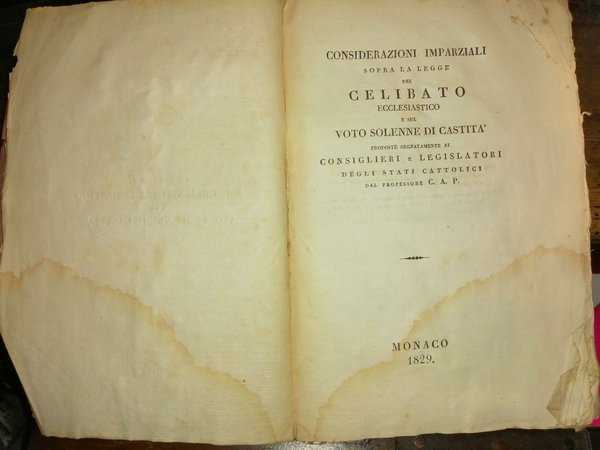 CONSIDERAZIONI IMPARZIALI
SOPRA LA LEGGE
DEL
CELIBATO
ECCLESIASTICO
E SUL
VOTO SOLENNE DI CASTITA'
PROPOSTE SEGNATAMENTE AI
CONSIGLIERI E LEGISLATORI
DEGLI STATI CATTOLICI
DAL PROFESSORE C. A. P.
MONACO
1829.